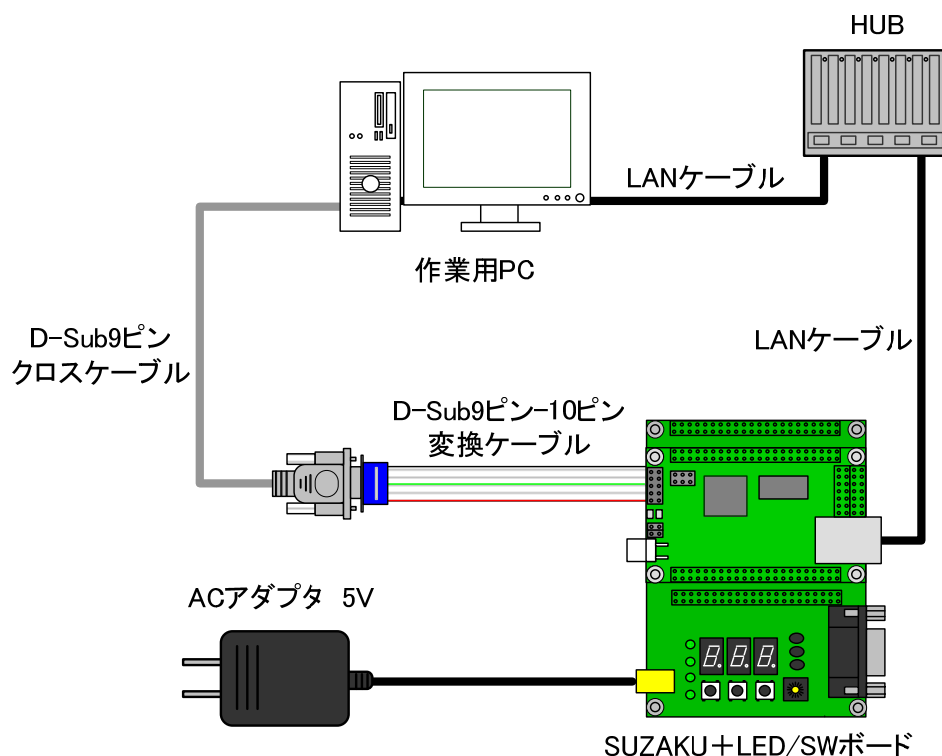 HUB
LANケーブル
作業用PC
D-Sub9ピン
クロスケーブル
LANケーブル
D-Sub9ピン-10ピン
変換ケーブル
ACアダプタ 5V
8.8.8.
SUZAKU+LED/SWボード